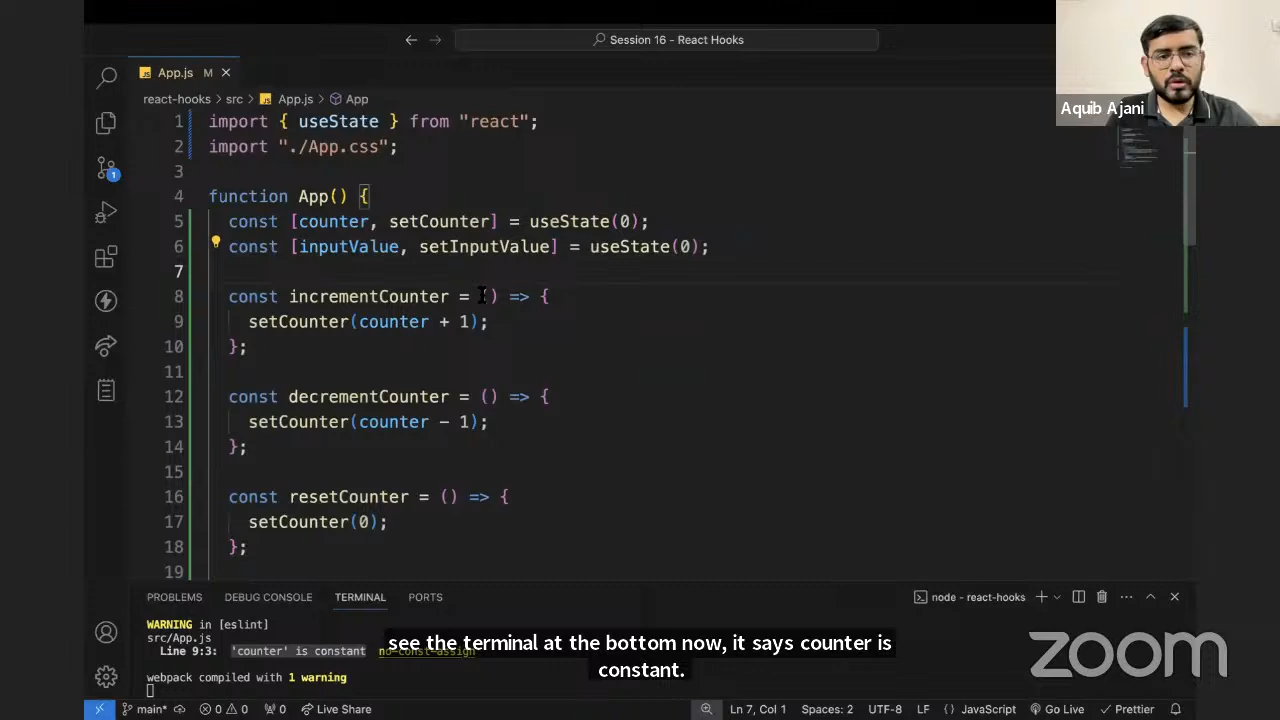 Session 16 - React Hooks
Aquib Ajani
App.js M
react-hooks > src > App.js > App
1 import { useState } from "react";
2 import "./App.css";
3
4 function App() {
5 const [counter, setCounter] = useState(0);
6 const [inputValue, setInputValue] = useState(0);
7
8 const incrementCounter = () => {
9 setCounter(counter + 1);
10 };
11
12 const decrementCounter = () => {
13 setCounter(counter - 1);
14 };
15
16 const resetCounter = () => {
17 setCounter(0);
18 };
19
PROBLEMS DEBUG CONSOLE TERMINAL PORTS node - react-hooks
WARNING in [eslint]
src/App.js
Line 9:3: 'counter' is constant no-const-assign
webpack compiled with 1 warning
see the terminal at the bottom now, it says counter is
constant.
zoom
main* 0 0 0 Live Share Ln 7, Col 1 Spaces: 2 UTF-8 LF {} JavaScript Go Live Prettier